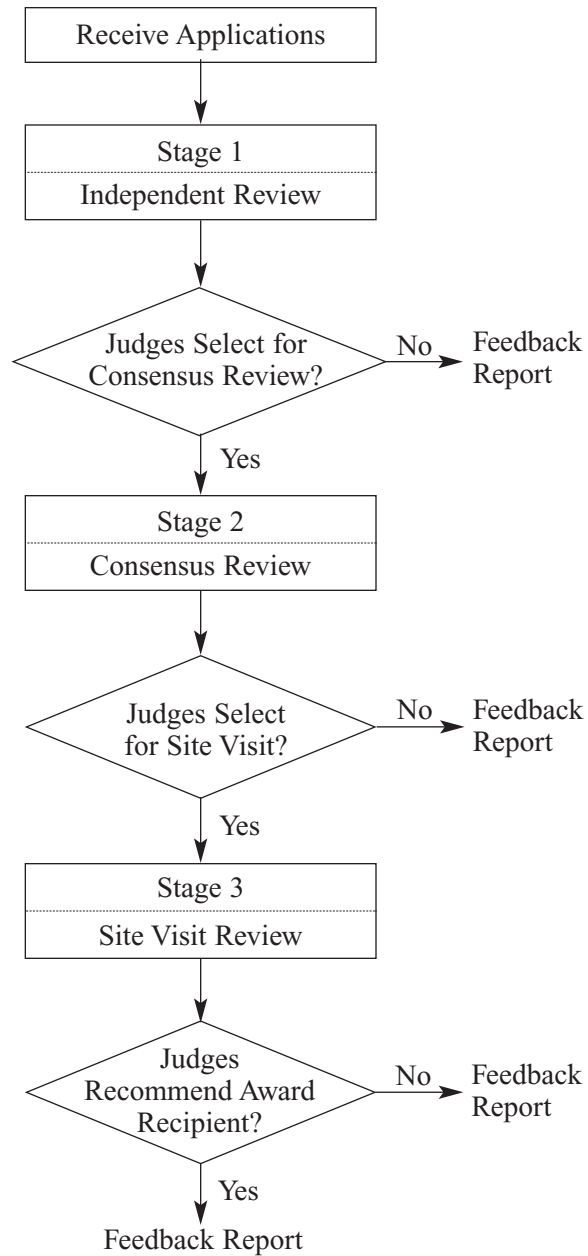 Receive Applications
Stage 1
Independent Review
Judges Select for
Consensus Review?
No
Feedback
Report
Yes
Stage 2
Consensus Review
Judges Select
for Site Visit?
No
Feedback
Report
Yes
Stage 3
Site Visit Review
Judges
Recommend Award
Recipient?
No
Feedback
Report
Yes
Feedback Report